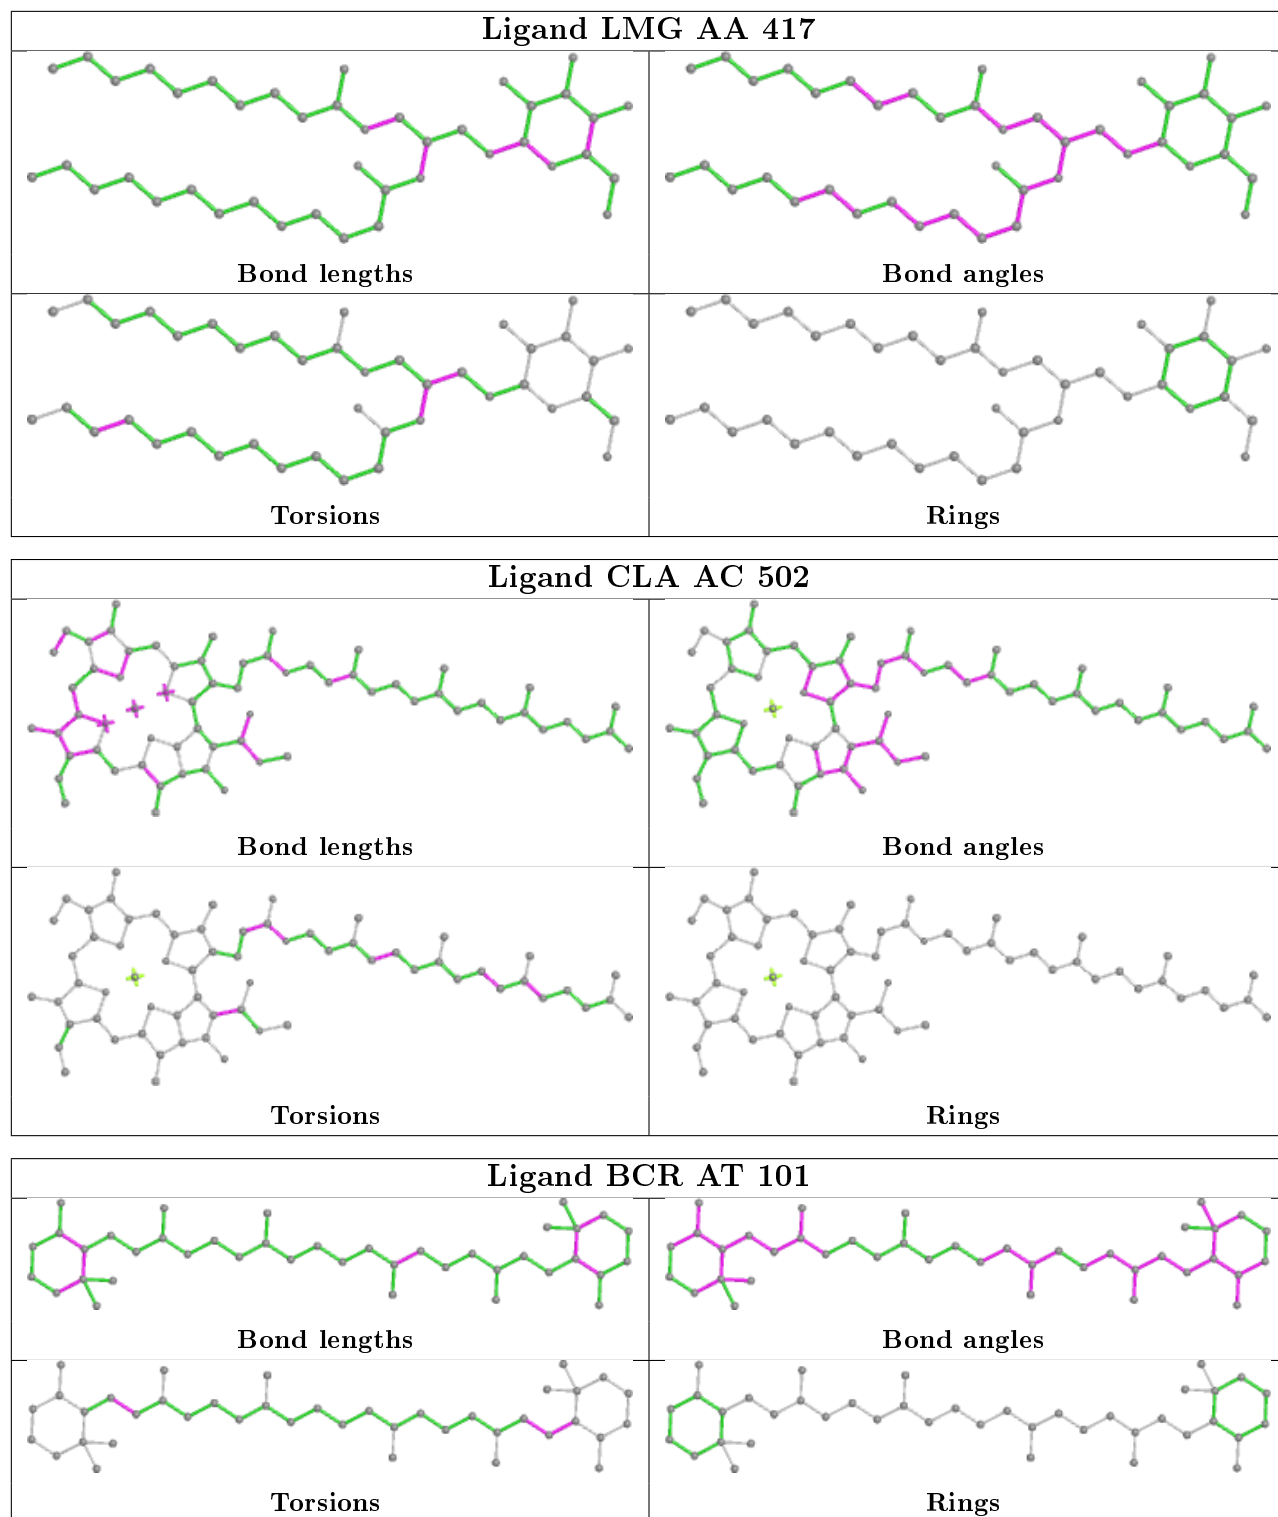 Ligand LMG AA 417
Bond lengths
Bond angles
Torsions
Rings
Ligand CLA AC 502
Bond lengths
Bond angles
Torsions
Rings
Ligand BCR AT 101
Bond lengths
Bond angles
Torsions
Rings